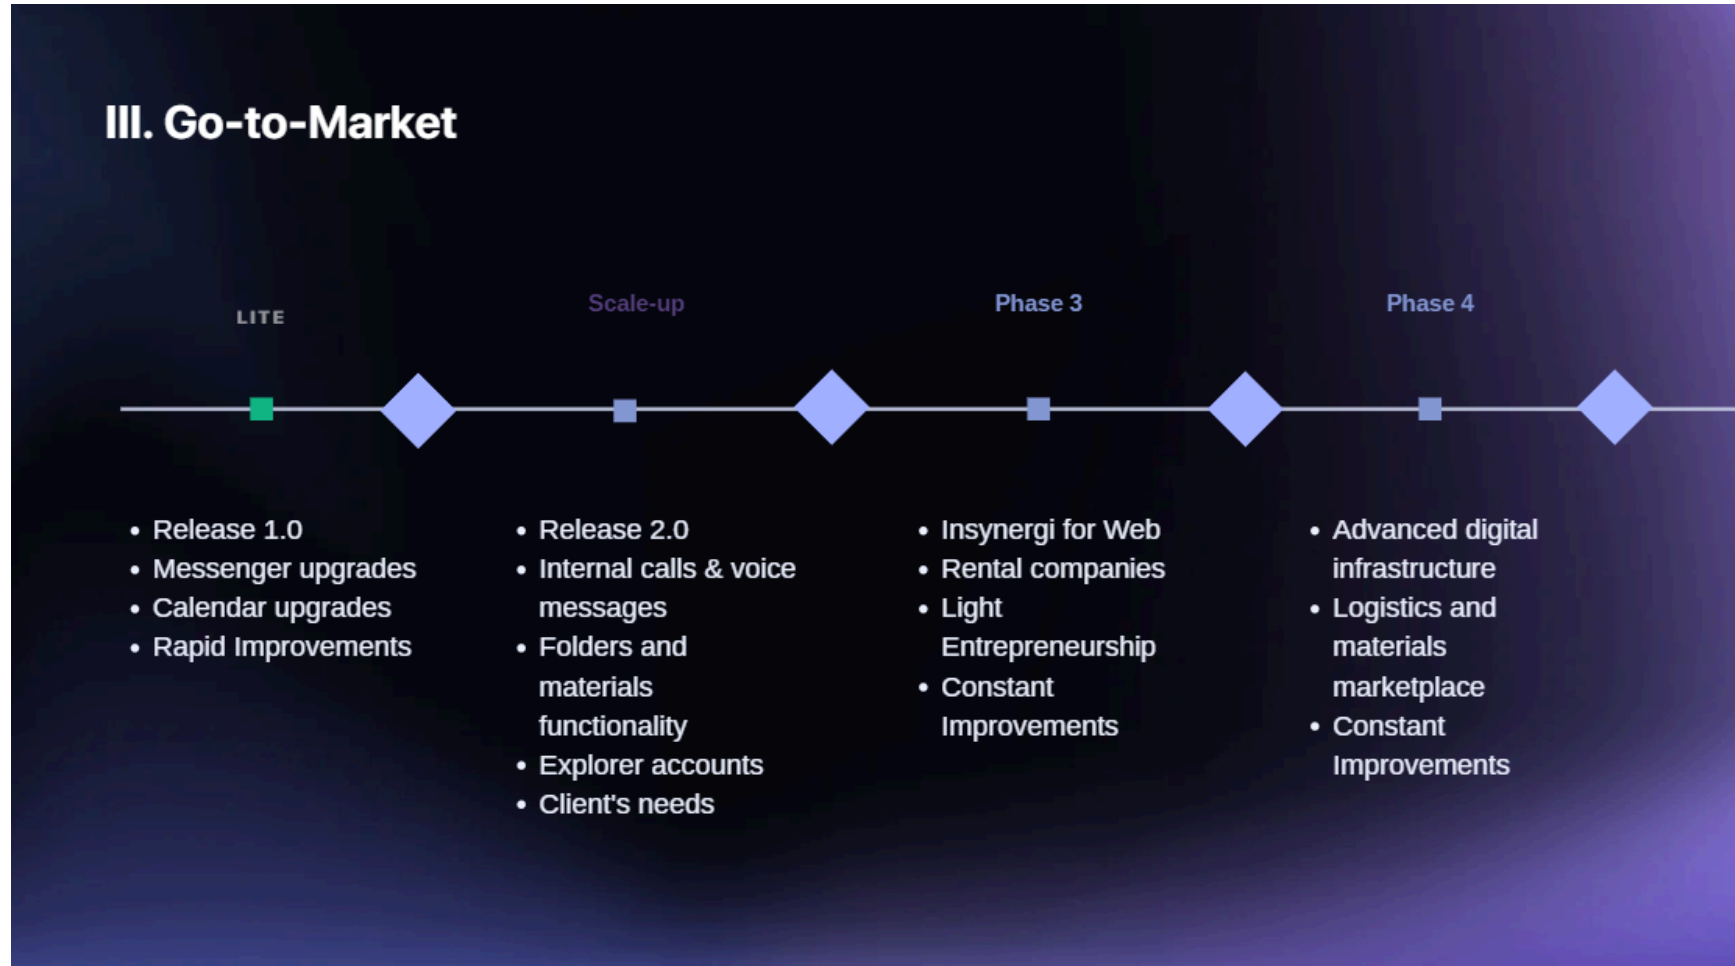 III. Go-to-Market
LITE
Scale-up
Phase 3
Phase 4
• Release 1.0
• Messenger upgrades
• Calendar upgrades
• Rapid Improvements
• Release 2.0
• Internal calls & voice
messages
• Folders and
materials
functionality
• Explorer accounts
• Client's needs
• Insynergi for Web
• Rental companies
• Light
Entrepreneurship
• Constant
Improvements
• Advanced digital
infrastructure
• Logistics and
materials
marketplace
• Constant
Improvements